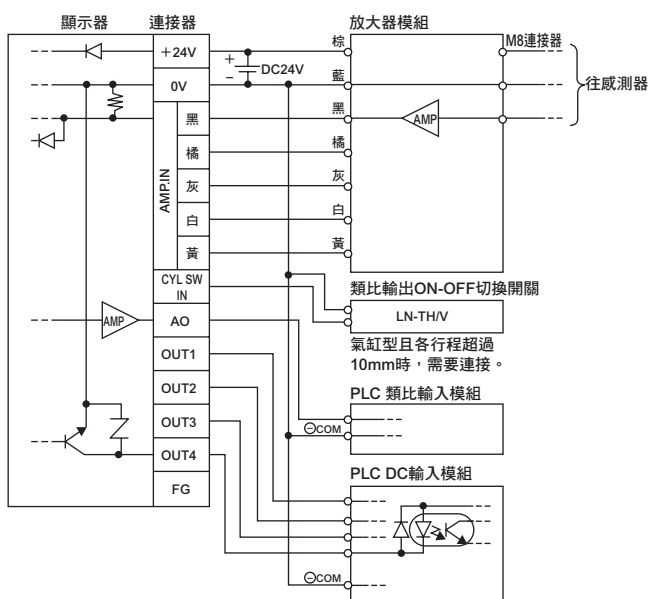 顯示器
連接器
放大器模組
+24V
0V
AMP.IN
黑
橘
灰
白
黃
CYL SW
IN
AO
OUT1
OUT2
OUT3
OUT4
FG
AMP
+
−
DC24V
棕
藍
黑
橘
灰
白
黃
AMP
M8連接器
往感測器
類比輸出ON-OFF切換開關
LN-TH/V
氣缸型且各行程超過
10mm時，需要連接。
PLC 類比輸入模組
⊖COM
PLC DC輸入模組
⊖COM